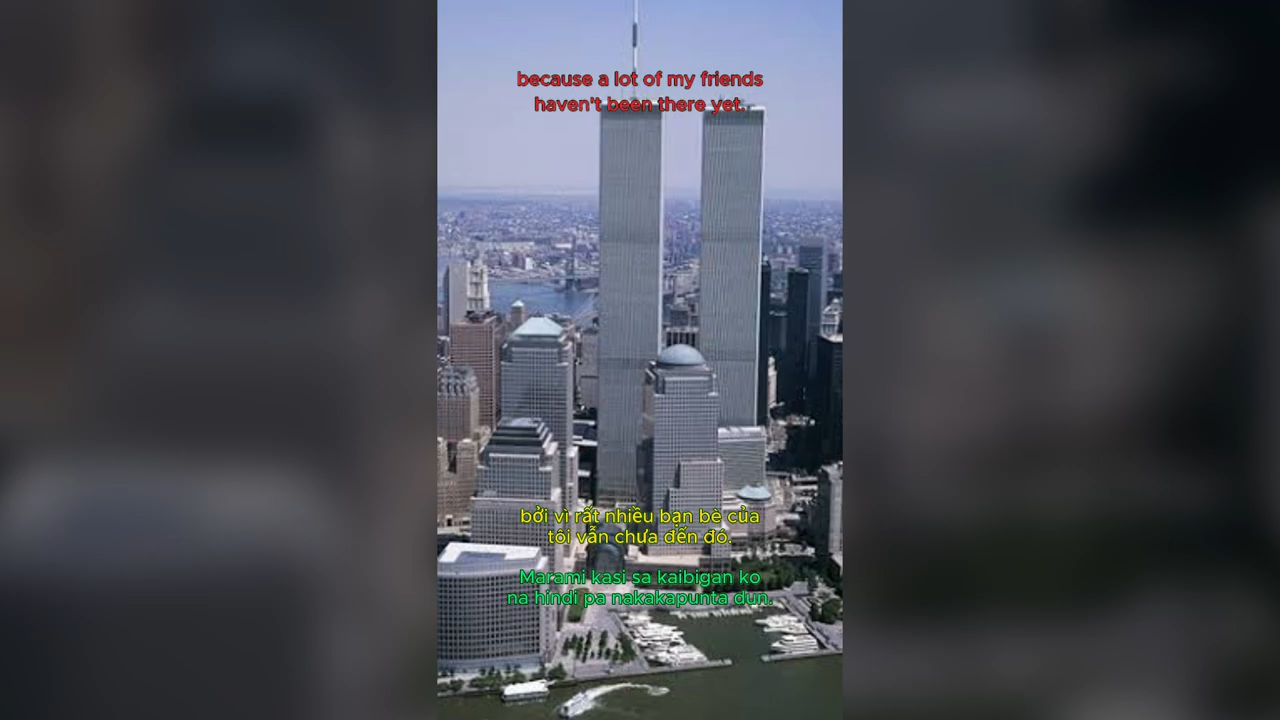 because a lot of my friends
haven't been there yet.
bởi vì rất nhiều bạn bè của
tôi vẫn chưa đến đó.
Marami kasi sa kaibigan ko
na hindi pa nakakapunta dun.